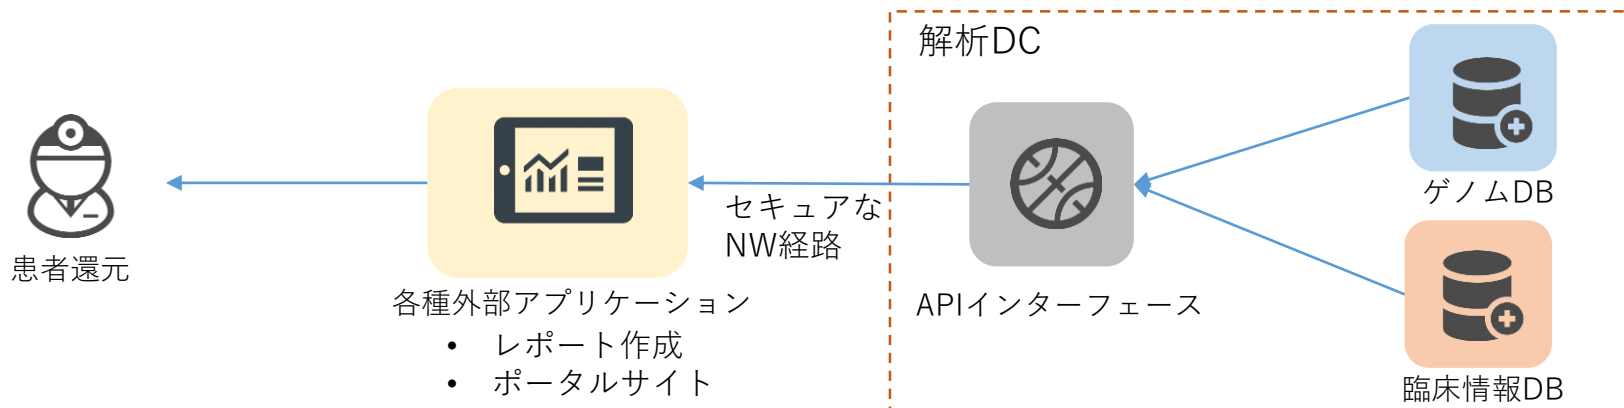 解析DC
ゲノムDB
セキュアな
NW経路
患者還元
各種外部アプリケーション
• レポート作成
• ポータルサイト
APIインターフェース
臨床情報DB